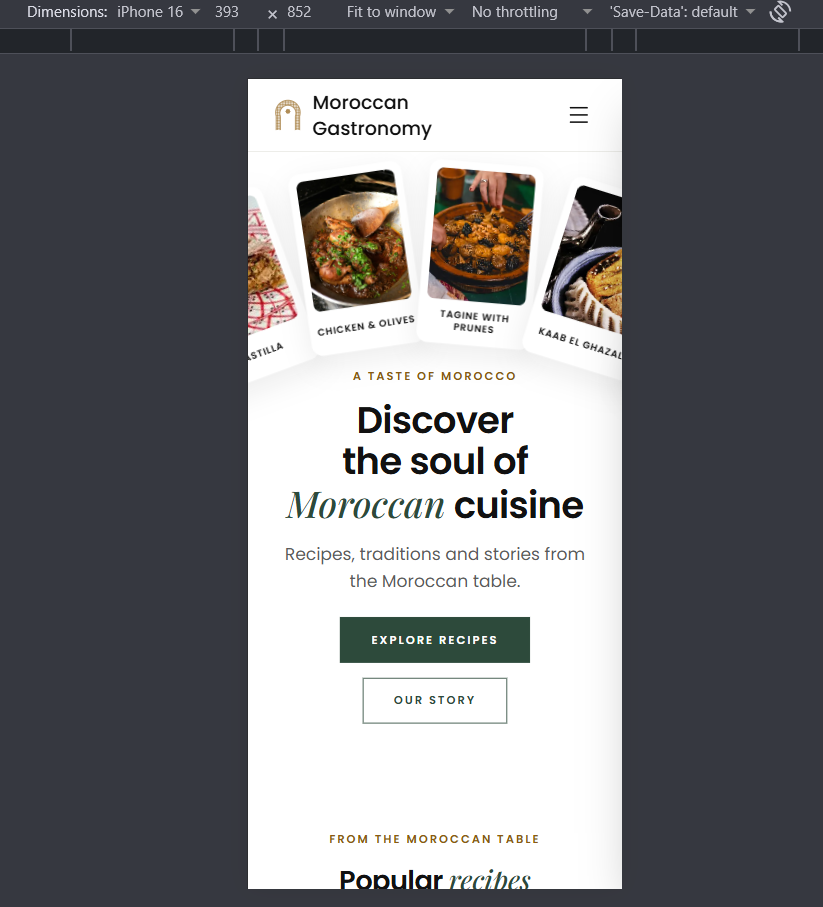 Dimensions: iPhone 16 393 × 852 Fit to window No throttling 'Save-Data': default
Moroccan
Gastronomy
ASTILLA
CHICKEN & OLIVES
TAGINE WITH
PRUNES
KAAB EL GHAZAL
A TASTE OF MOROCCO
Discover
the soul of
Moroccan cuisine
Recipes, traditions and stories from
the Moroccan table.
EXPLORE RECIPES
OUR STORY
FROM THE MOROCCAN TABLE
Popular recipes